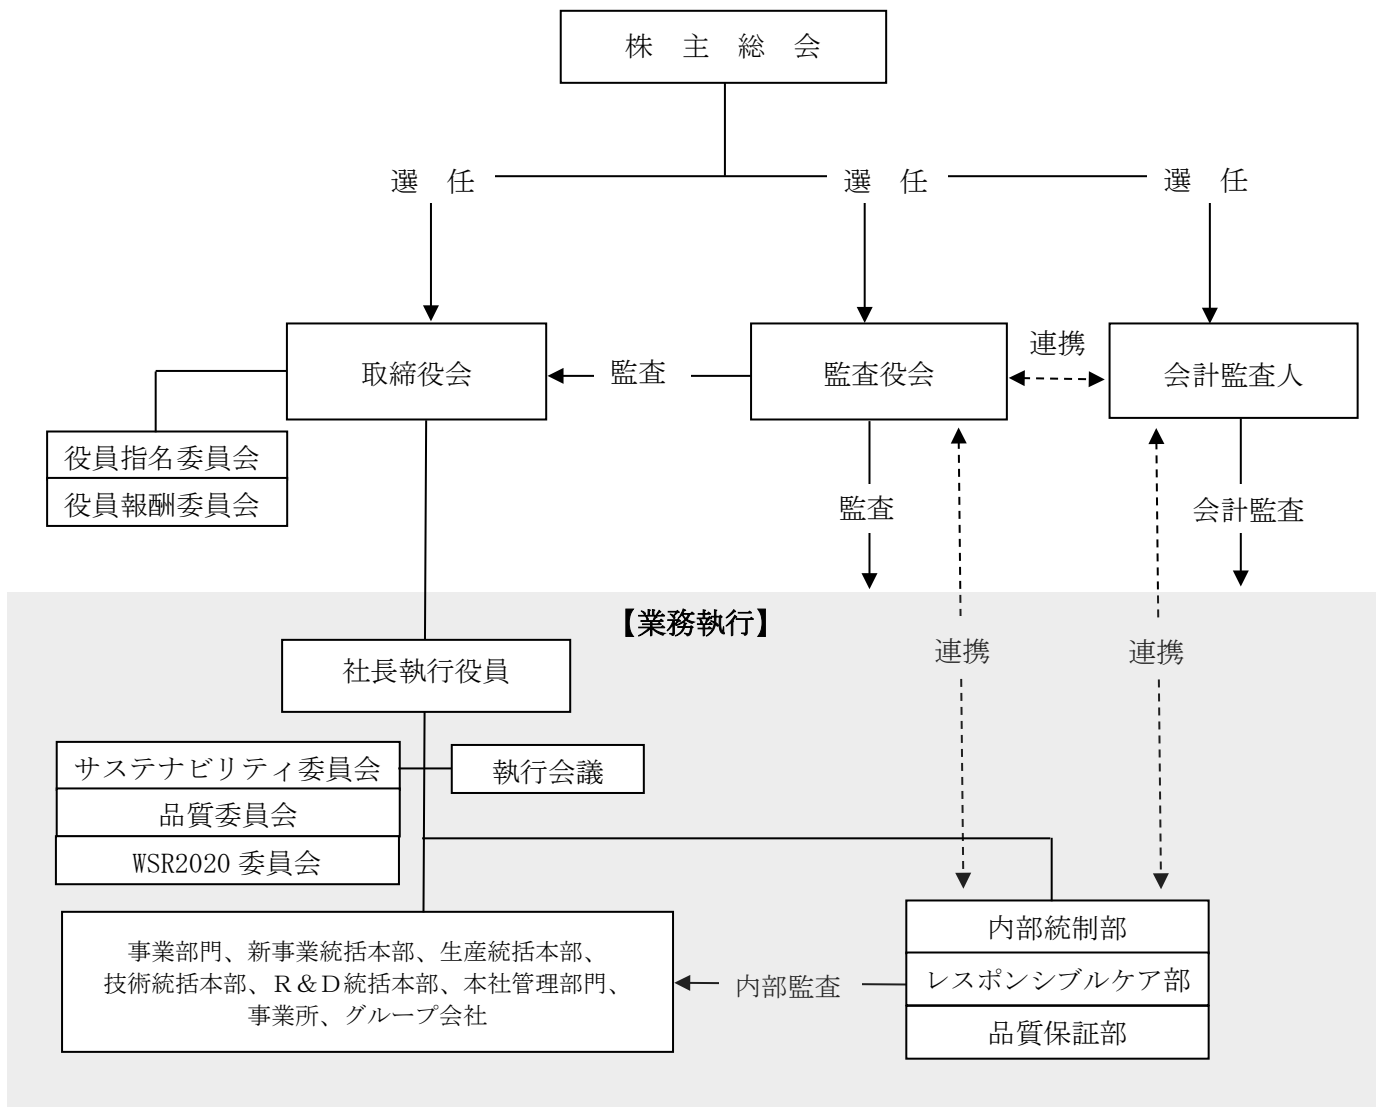 株　主　総　会
選　任
選　任
選　任
取締役会
監査
監査役会
連携
会計監査人
役員指名委員会
役員報酬委員会
監査
会計監査
【業務執行】
連携
連携
社長執行役員
サステナビリティ委員会
品質委員会
WSR2020 委員会
執行会議
事業部門、新事業統括本部、生産統括本部、
技術統括本部、Ｒ＆Ｄ統括本部、本社管理部門、
事業所、グループ会社
内部監査
内部統制部
レスポンシブルケア部
品質保証部